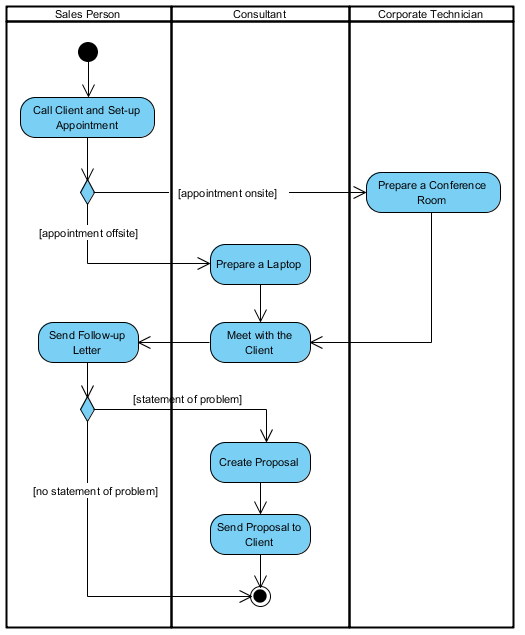 Sales Person
Consultant
Corporate Technician
Call Client and Set-up
Appointment
[appointment onsite]
Prepare a Conference
Room
[appointment offsite]
Prepare a Laptop
Send Follow-up
Letter
Meet with the
Client
[statement of problem]
Create Proposal
[no statement of problem]
Send Proposal to
Client